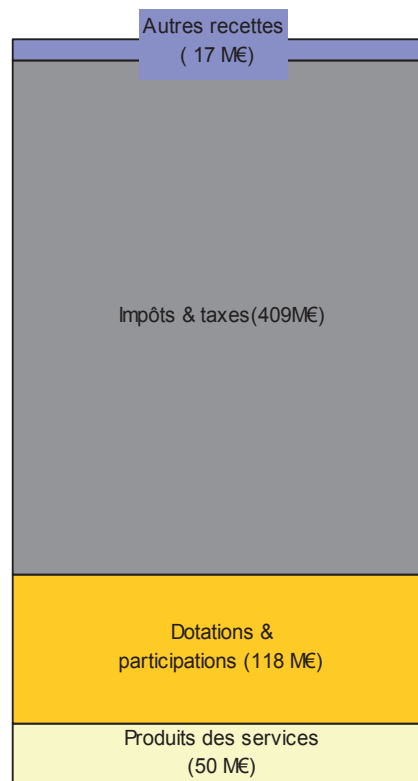 Autres recettes
( 17 M€)
Impôts & taxes(409M€)
Dotations &
participations (118 M€)
Produits des services
(50 M€)